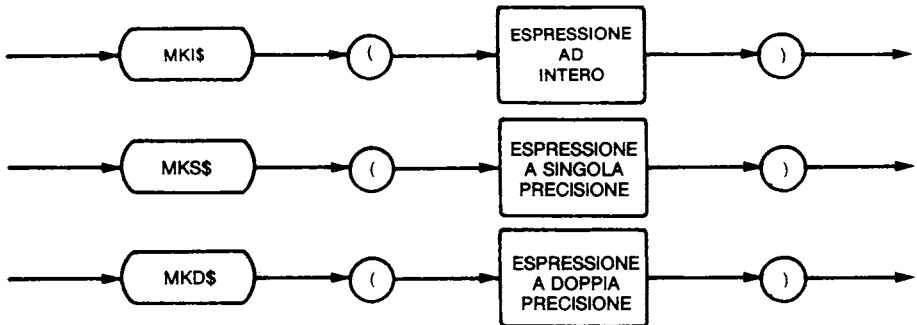 MKI$ ( ESPRESSIONE AD INTERO )
MKS$ ( ESPRESSIONE A SINGOLA PRECISIONE )
MKD$ ( ESPRESSIONE A DOPPIA PRECISIONE )